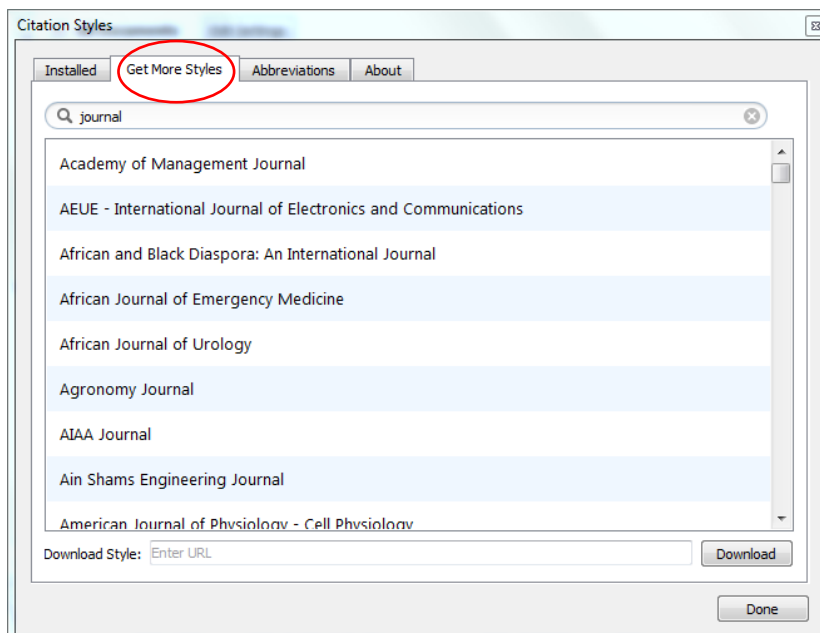 Citation Styles
Installed Get More Styles Abbreviations About
journal
Academy of Management Journal
AEUE - International Journal of Electronics and Communications
African and Black Diaspora: An International Journal
African Journal of Emergency Medicine
African Journal of Urology
Agronomy Journal
AIAA Journal
Ain Shams Engineering Journal
American Journal of Physiology - Cell Physiology
Download Style: Enter URL Download
Done